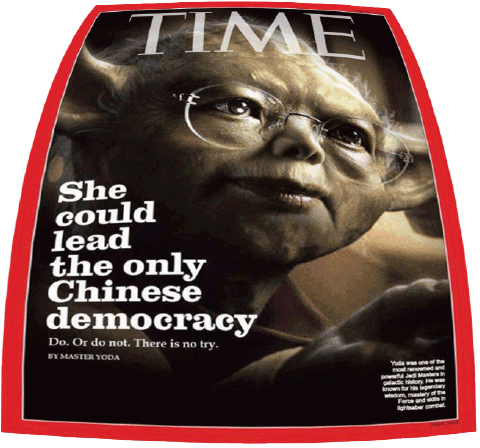 TIME
She
could
lead
the only
Chinese
democracy
Do. Or do not. There is no try.
BY MASTER YODA
Yoda was one of the
most renowned and
powerful Jedi Masters in
galactic history. He was
known for his legendary
wisdom, mastery of the
Force and skills in
lightsaber combat.